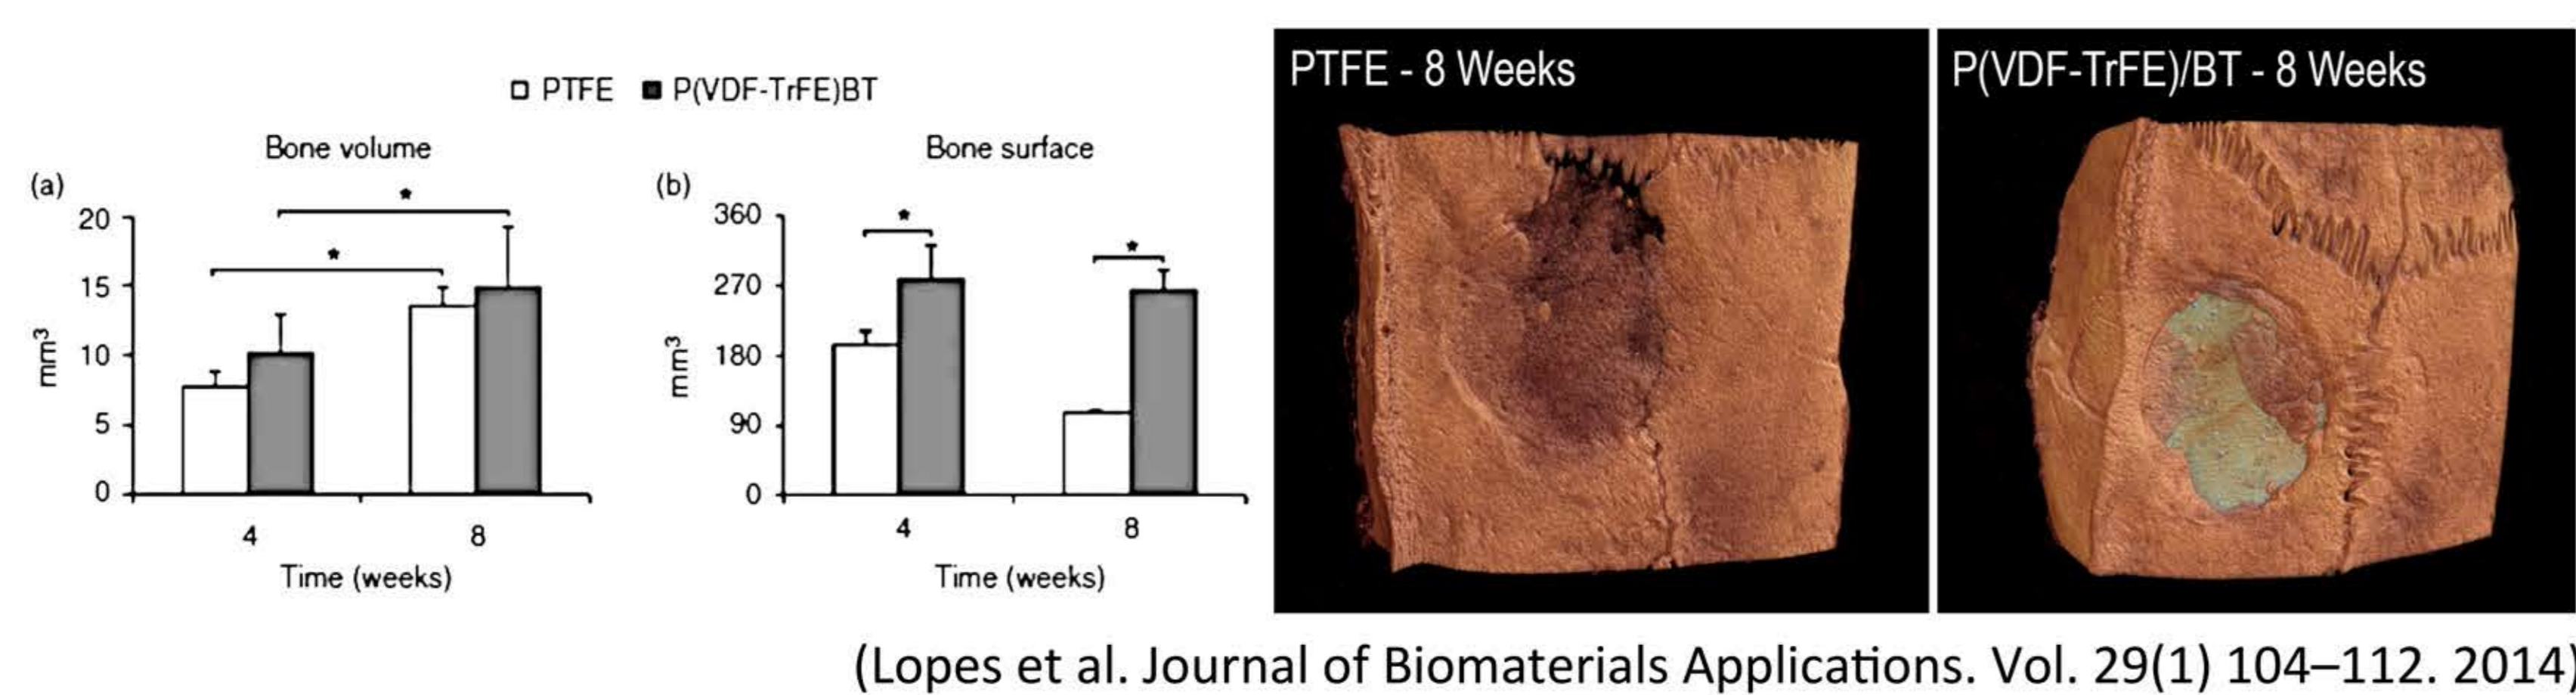 PTFE P(VDF-TrFE)BT
Bone volume
(a)
*
*
20
15
10
5
0
mm³
4 8
Time (weeks)
Bone surface
(b)
*
*
360
270
180
90
0
mm³
4 8
Time (weeks)
PTFE - 8 Weeks
P(VDF-TrFE)/BT - 8 Weeks
(Lopes et al. Journal of Biomaterials Applications. Vol. 29(1) 104–112. 2014)